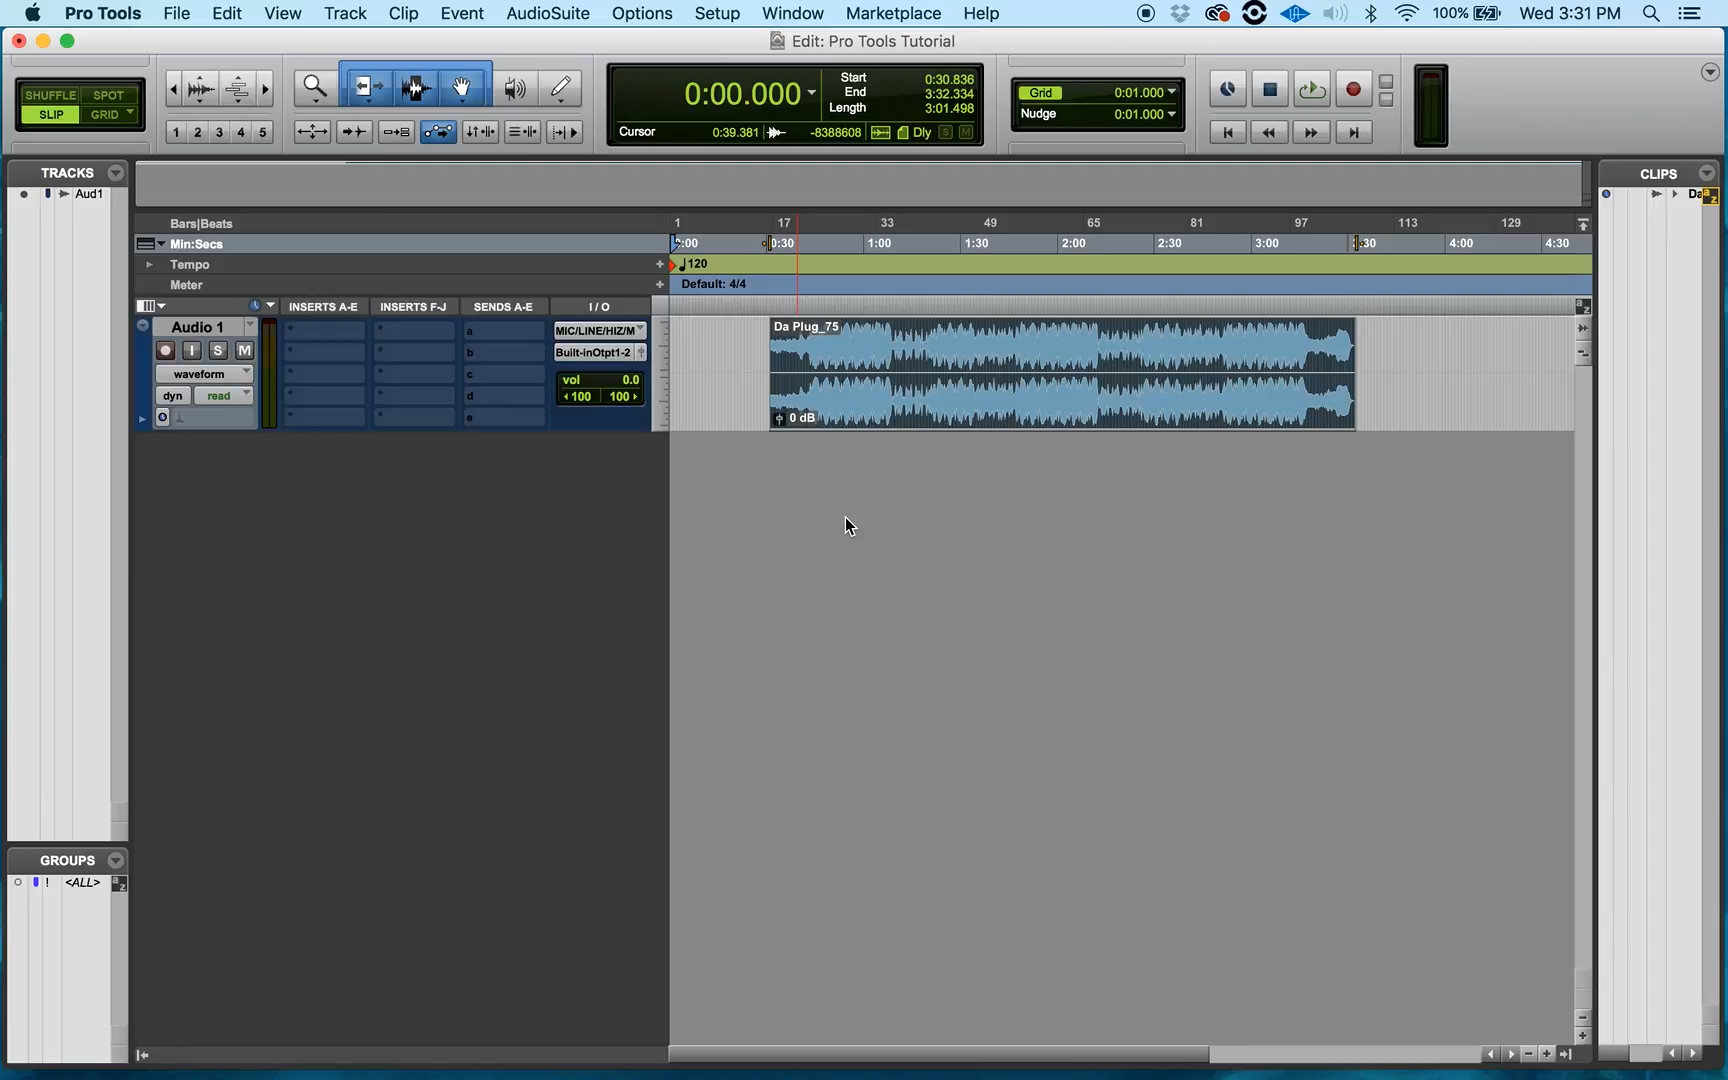 Pro Tools File Edit View Track Clip Event AudioSuite Options Setup Window Marketplace Help 100% Wed 3:31 PM
Edit: Pro Tools Tutorial
SHUFFLE SPOT
SLIP GRID
1 2 3 4 5
0:00.000
Start 0:30.836
End 3:32.334
Length 3:01.498
Cursor 0:39.381 -8388608 Dly S M
Grid 0:01.000
Nudge 0:01.000
TRACKS
Aud1
CLIPS
Da
a z
Bars|Beats 1 17 33 49 65 81 97 113 129
Min:Secs :00 0:30 1:00 1:30 2:00 2:30 3:00 :30 4:00 4:30
Tempo + 120
Meter + Default: 4/4
INSERTS A-E INSERTS F-J SENDS A-E I / O
a z
Audio 1
I S M
waveform
dyn read
a
b
c
d
e
MIC/LINE/HIZ/M
Built-inOtpt1-2
vol 0.0
100 100
Da Plug_75
0 dB
GROUPS
! <ALL>
a z